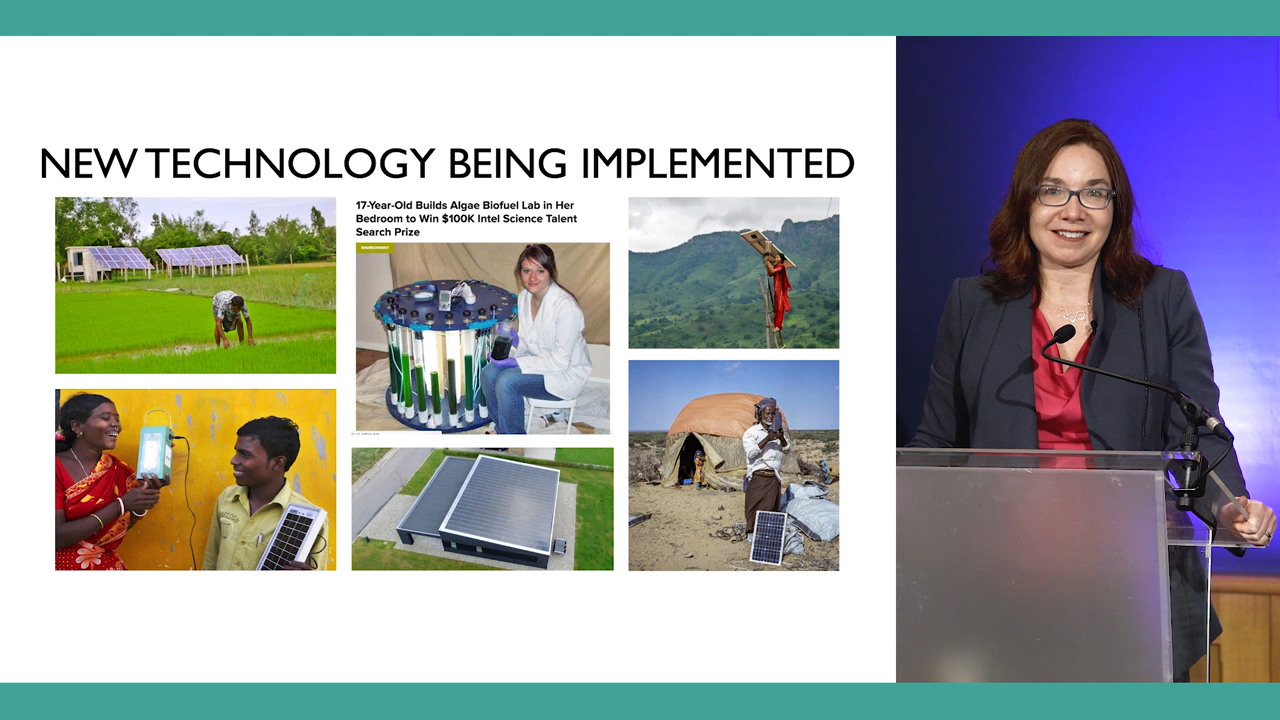 NEW TECHNOLOGY BEING IMPLEMENTED
17-Year-Old Builds Algae Biofuel Lab in Her
Bedroom to Win $100K Intel Science Talent
Search Prize
ENVIRONMENT